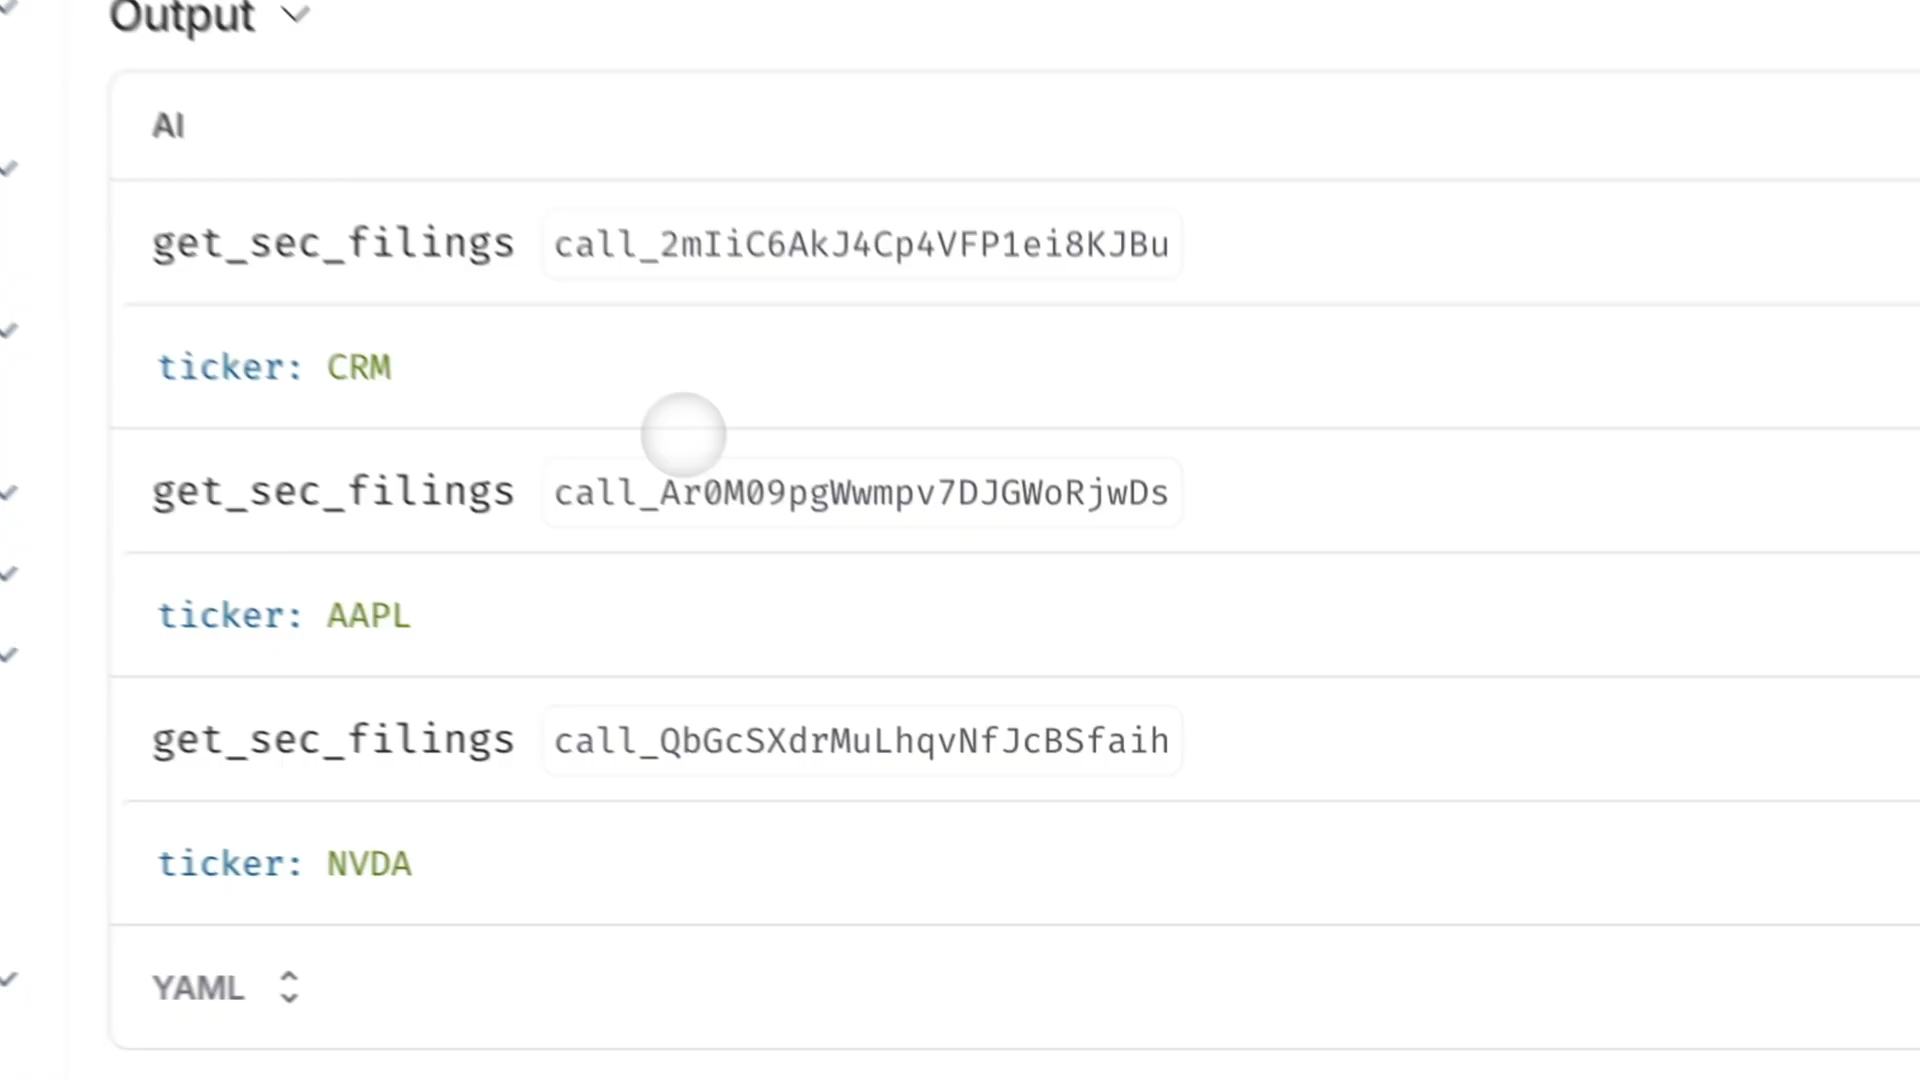 Output
AI
get_sec_filings call_2mIiC6AkJ4Cp4VFP1ei8KJBu
ticker: CRM
get_sec_filings call_Ar0M09pgWwmpv7DJGWoRjwDs
ticker: AAPL
get_sec_filings call_QbGcSXdrMuLhqvNfJcBSfaih
ticker: NVDA
YAML